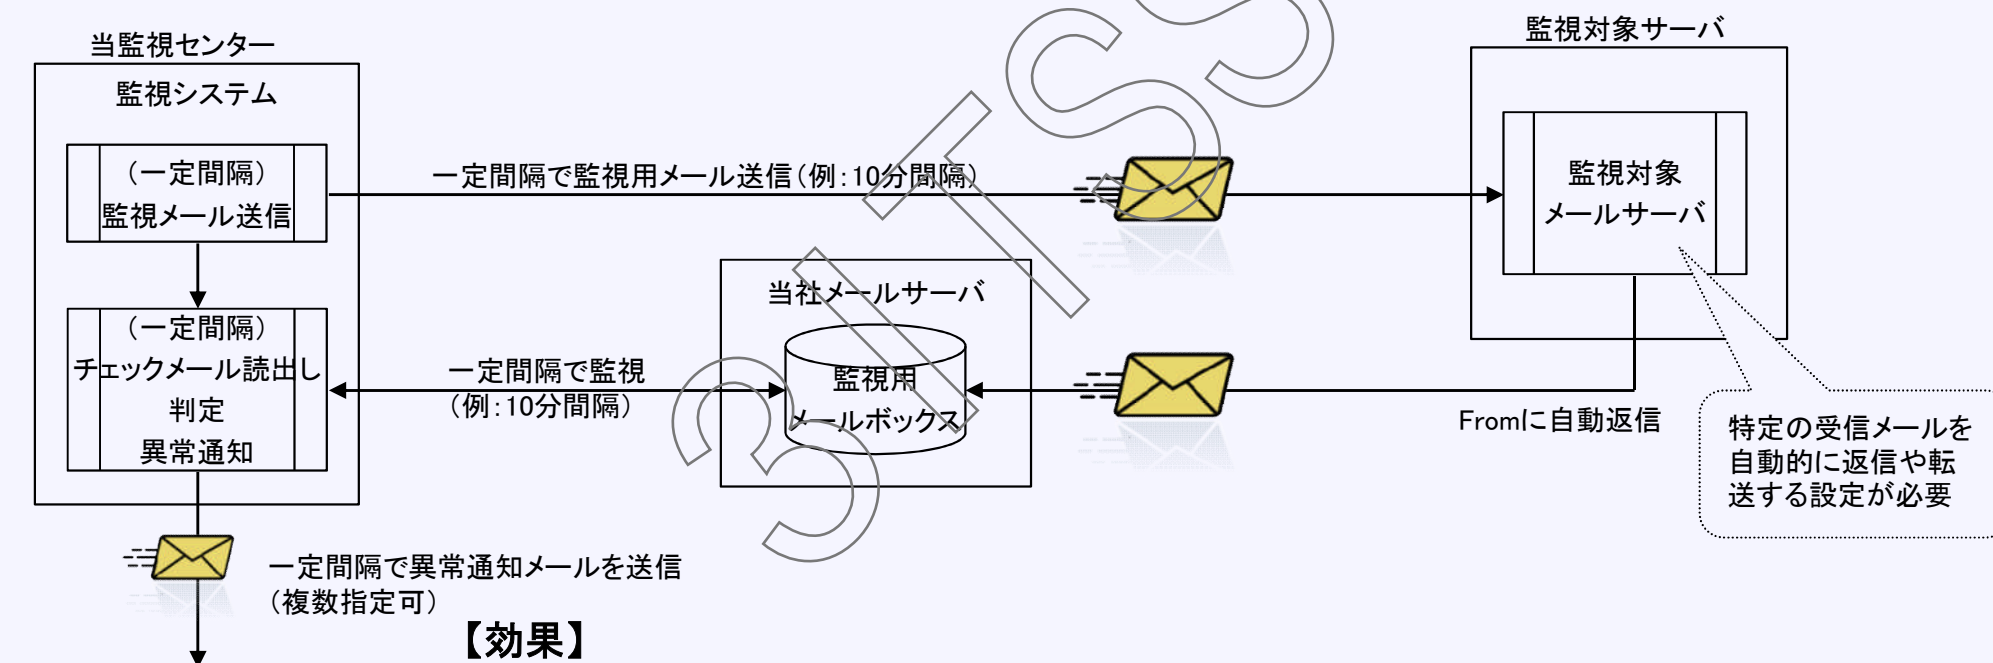 当監視センター
監視システム
（一定間隔）
監視メール送信
一定間隔で監視用メール送信（例：10分間隔）
監視対象サーバ
監視対象
メールサーバ
（一定間隔）
チェックメール読出し
判定
異常通知
一定間隔で監視
（例：10分間隔）
当社メールサーバ
監視用
メールボックス
Fromに自動返信
特定の受信メールを
自動的に返信や転
送する設定が必要
一定間隔で異常通知メールを送信
（複数指定可）
【効果】